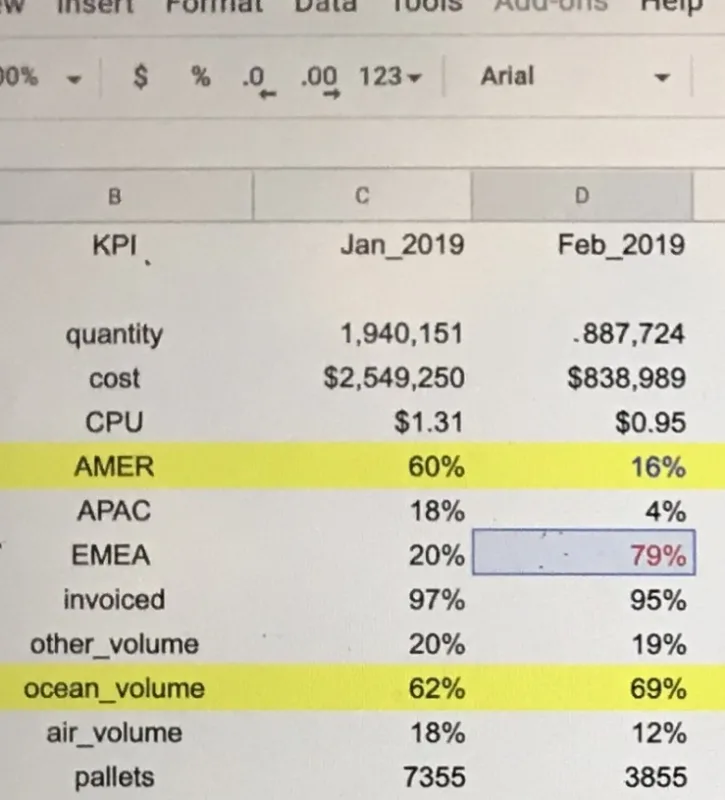 Insert Format Data Tools Add-ons Help
00% $ % .0 .00 123 Arial
B C D
KPI Jan_2019 Feb_2019
quantity 1,940,151 .887,724
cost $2,549,250 $838,989
CPU $1.31 $0.95
AMER 60% 16%
APAC 18% 4%
EMEA 20% 79%
invoiced 97% 95%
other_volume 20% 19%
ocean_volume 62% 69%
air_volume 18% 12%
pallets 7355 3855